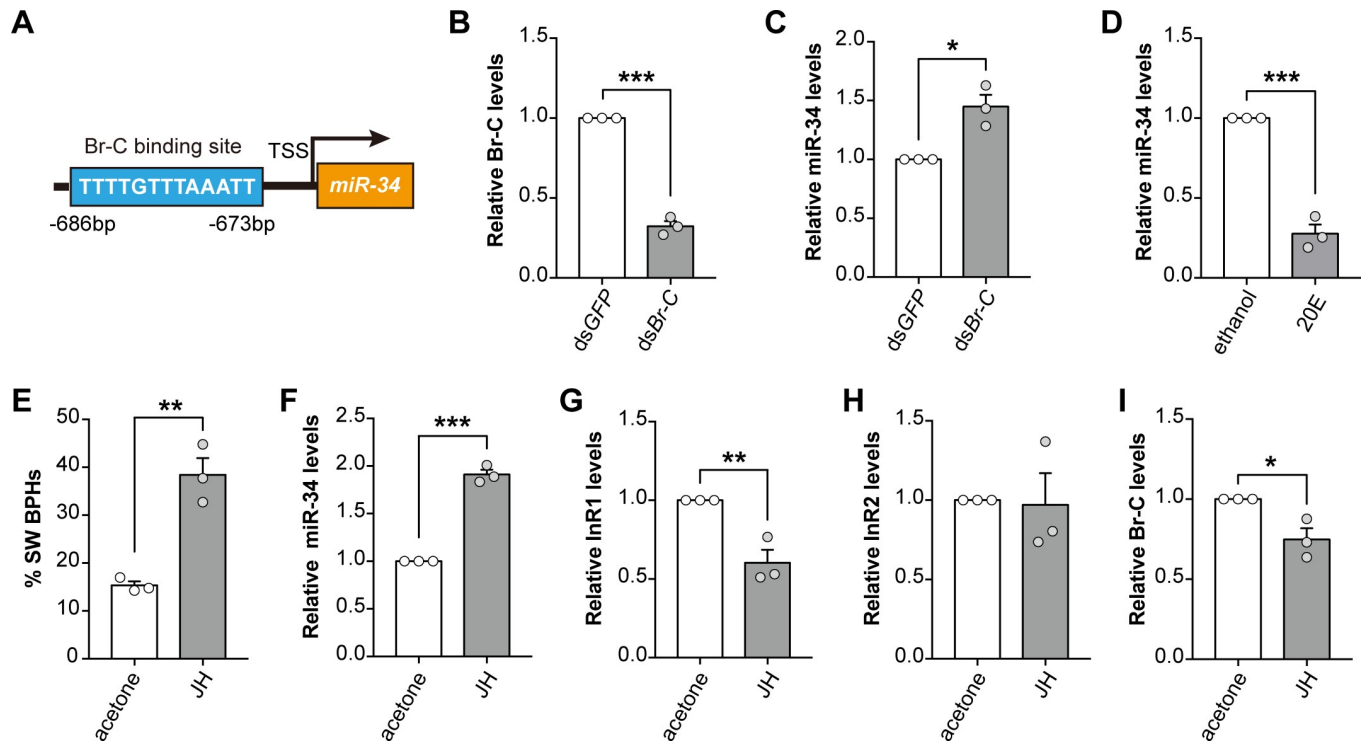 A
Br-C binding site
TSS
TTTTGTTTAAATT
miR-34
-686bp
-673bp
B
Relative Br-C levels
1.5
1.0
0.5
0.0
***
dsGFP
dsBr-C
C
Relative miR-34 levels
2.0
1.5
1.0
0.5
0.0
*
dsGFP
dsBr-C
D
Relative miR-34 levels
1.5
1.0
0.5
0.0
***
ethanol
20E
E
% SW BPHs
50
40
30
20
10
0
**
acetone
JH
F
Relative miR-34 levels
2.5
2.0
1.5
1.0
0.5
0.0
***
acetone
JH
G
Relative InR1 levels
1.5
1.0
0.5
0.0
**
acetone
JH
H
Relative InR2 levels
1.5
1.0
0.5
0.0
acetone
JH
I
Relative Br-C levels
1.5
1.0
0.5
0.0
*
acetone
JH